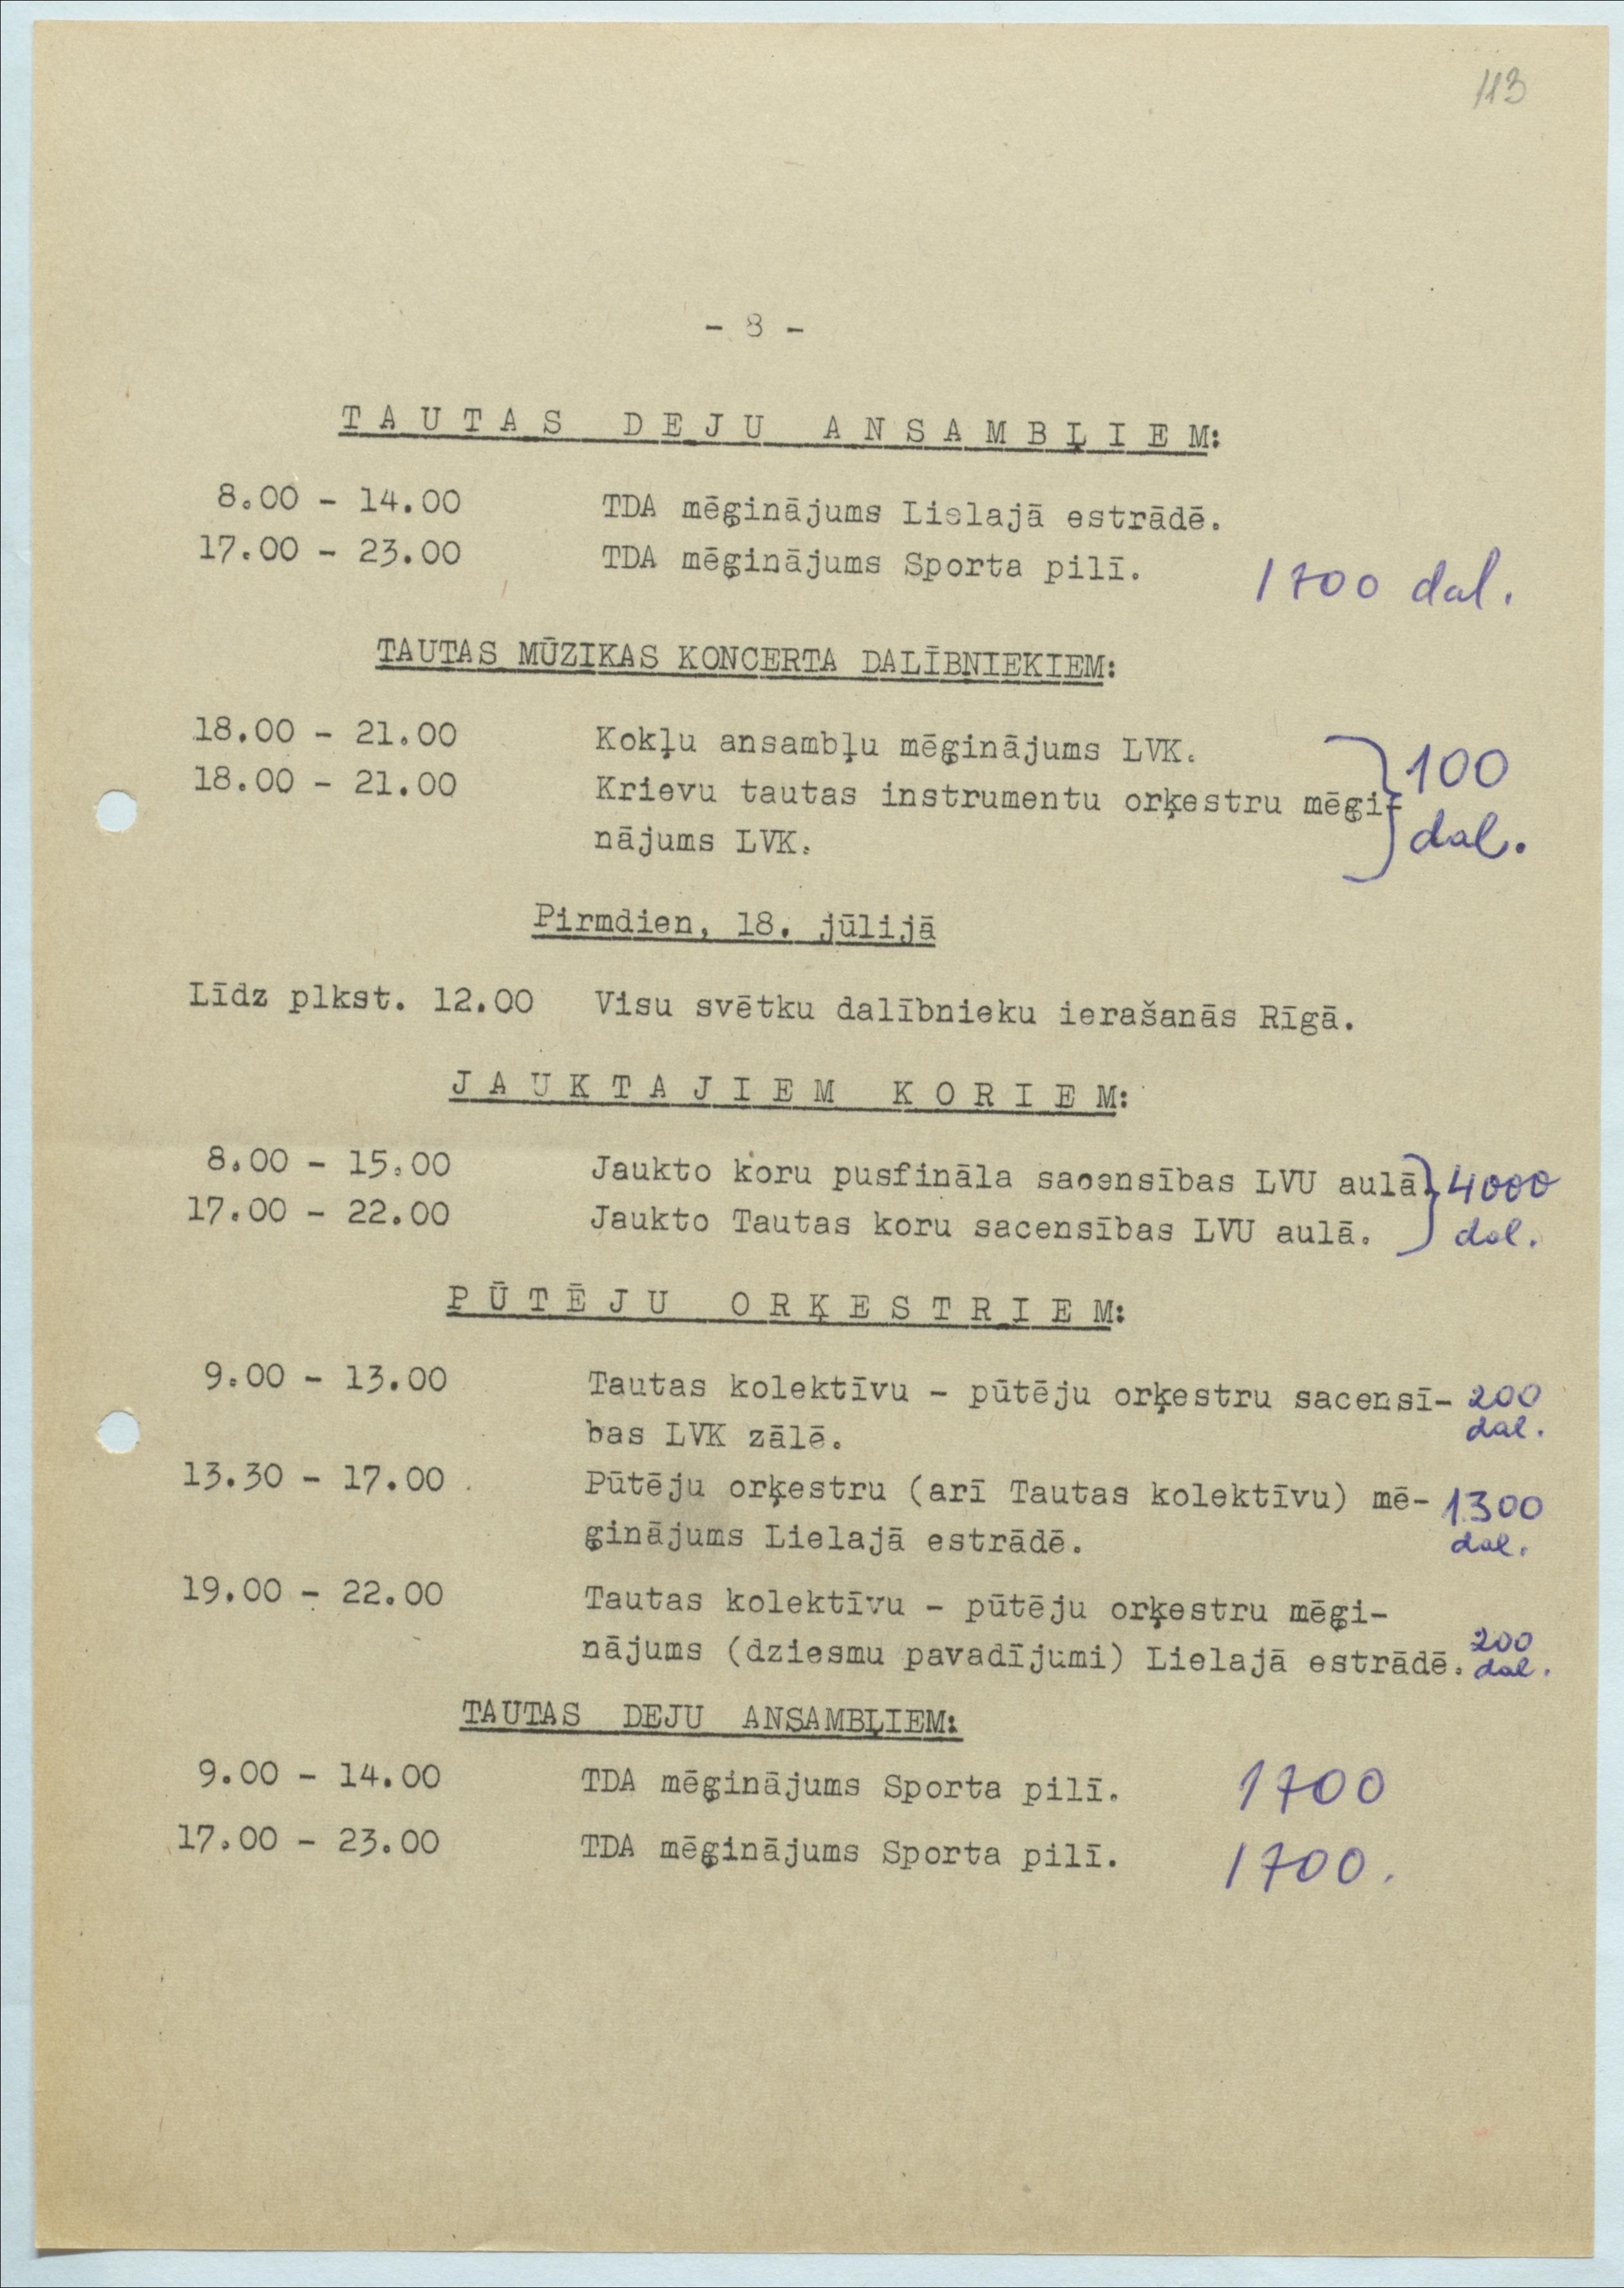 113
- 8 -
TAUTAS DEJU ANSAMBĻIEM:
8.00 - 14.00 TDA mēģinājums Lielajā estrādē.
17.00 - 23.00 TDA mēģinājums Sporta pilī. 1700 dal.
TAUTAS MŪZIKAS KONCERTA DALĪBNIEKIEM:
18.00 - 21.00 Kokļu ansambļu mēģinājums LVK. 100
18.00 - 21.00 Krievu tautas instrumentu orķestru mēģi-
nājums LVK. dal.
Pirmdien, 18. jūlijā
Līdz plkst. 12.00 Visu svētku dalībnieku ierašanās Rīgā.
JAUKTAJIEM KORIEM:
8.00 - 15.00 Jaukto koru pusfināla sacensības LVU aulā. 4000
17.00 - 22.00 Jaukto Tautas koru sacensības LVU aulā. dal.
PŪTĒJU ORĶESTRIEM:
9.00 - 13.00 Tautas kolektīvu - pūtēju orķestru sacensī- 200
bas LVK zālē. dal.
13.30 - 17.00 Pūtēju orķestru (arī Tautas kolektīvu) mē- 1300
ģinājums Lielajā estrādē. dal.
19.00 - 22.00 Tautas kolektīvu - pūtēju orķestru mēģi-
nājums (dziesmu pavadījumi) Lielajā estrādē. 200 dal.
TAUTAS DEJU ANSAMBĻIEM:
9.00 - 14.00 TDA mēģinājums Sporta pilī. 1700
17.00 - 23.00 TDA mēģinājums Sporta pilī. 1700.